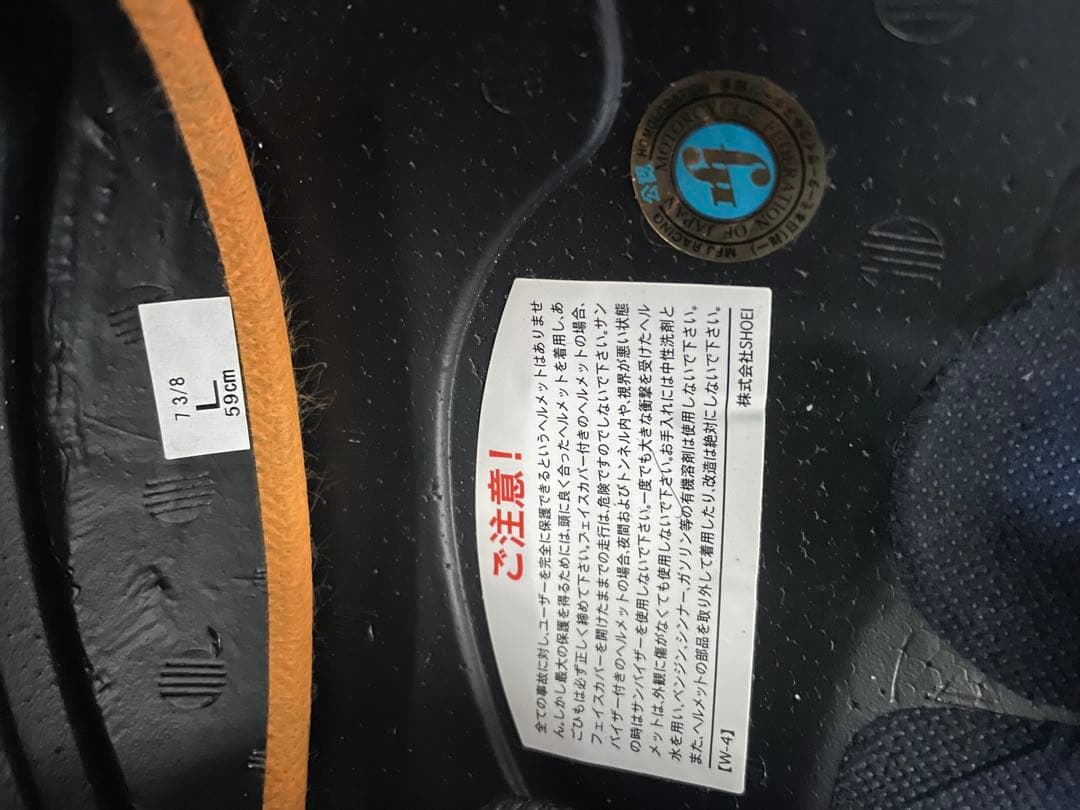 7 3/8
L
59cm
ご注意!
全ての事故に対し、ユーザーを完全に保護できるというヘルメットはありませ
ん。しかし最大の保護を得るためには、頭に良く合ったヘルメットを着用し、あ
ごひもは必ず正しく締めて下さい。フェイスカバー付きのヘルメットの場合、
フェイスカバーを開けたままでの走行は、危険ですのでしないで下さい。サン
バイザー付きのヘルメットの場合、夜間およびトンネル内や、視界が悪い状態
の時はサンバイザーを使用しないで下さい。一度でも大きな衝撃を受けたヘル
メットは、外観に傷がなくても使用しないで下さい。お手入れには中性洗剤と
水を用い、ベンジン、シンナー、ガソリン等の有機溶剤は使用しないで下さい。
また、ヘルメットの部品を取り外して着用したり、改造は絶対にしないで下さい。
【W-4】
株式会社SHOEI
MOTORCYCLE FEDERATION OF JAPAN
公認
MFJ RACING